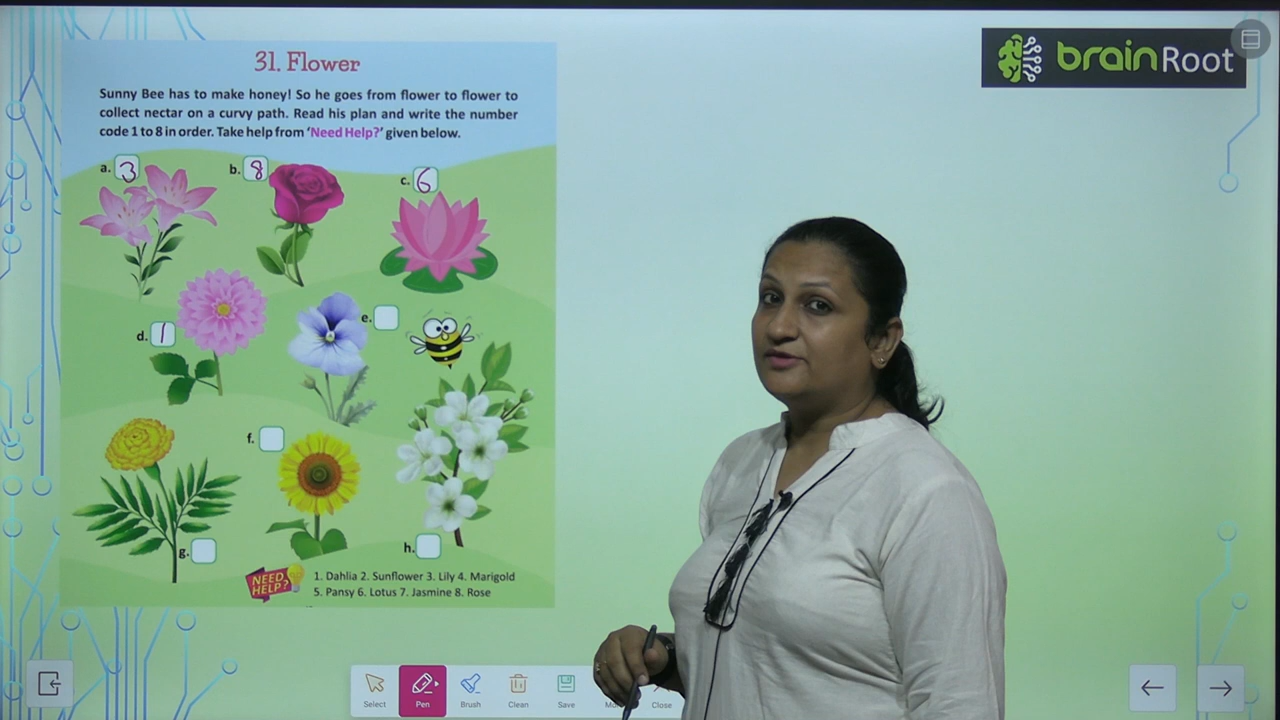 brainRoot
31. Flower
Sunny Bee has to make honey! So he goes from flower to flower to
collect nectar on a curvy path. Read his plan and write the number
code 1 to 8 in order. Take help from 'Need Help?' given below.
a. 3
b. 8
c. 6
d. 1
e.
f.
g.
h.
NEED HELP?
1. Dahlia 2. Sunflower 3. Lily 4. Marigold
5. Pansy 6. Lotus 7. Jasmine 8. Rose
Select
Pen
Brush
Clean
Save
Close